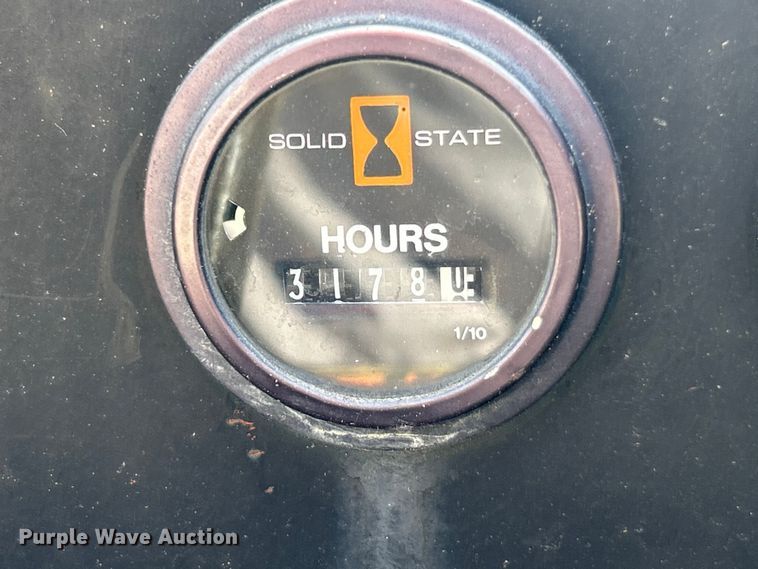 SOLID STATE
HOURS
3178
1/10
Purple Wave Auction